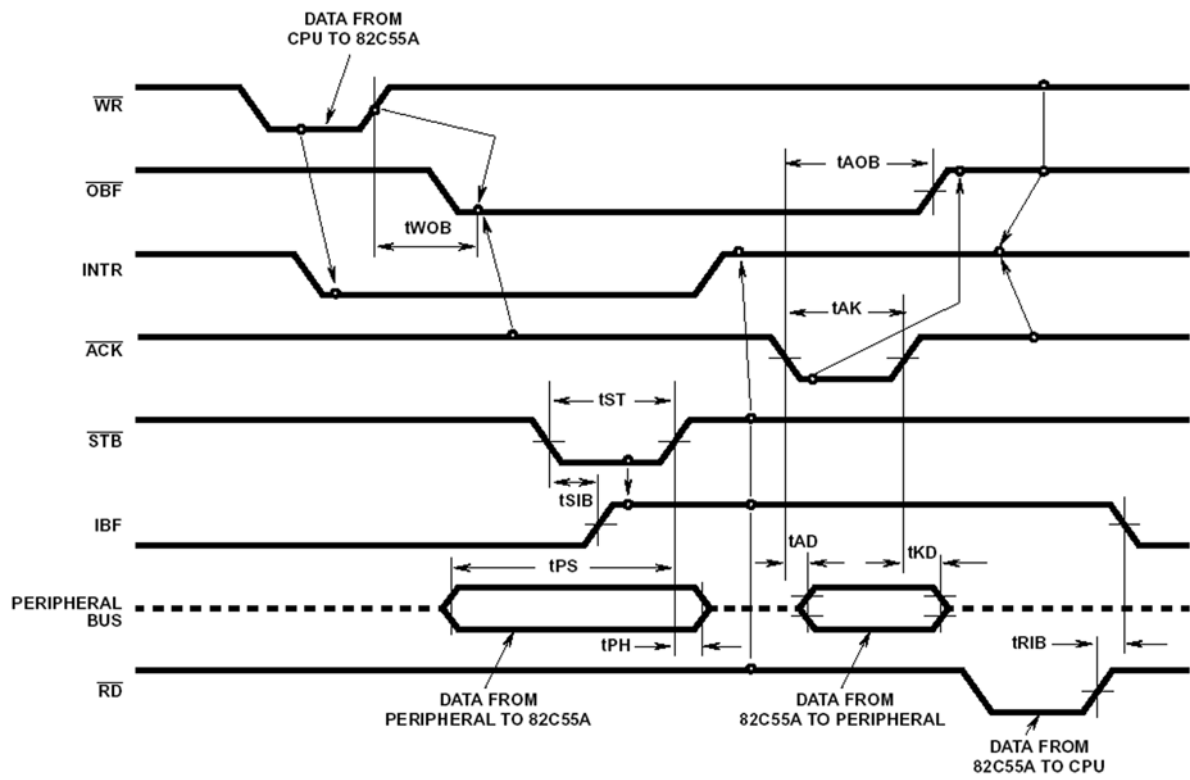 DATA FROM
CPU TO 82C55A
WR
tAOB
OBF
tWOB
INTR
tAK
ACK
tST
STB
tSIB
IBF
tAD
tKD
tPS
PERIPHERAL
BUS
tPH
tRIB
RD
DATA FROM
PERIPHERAL TO 82C55A
DATA FROM
82C55A TO PERIPHERAL
DATA FROM
82C55A TO CPU